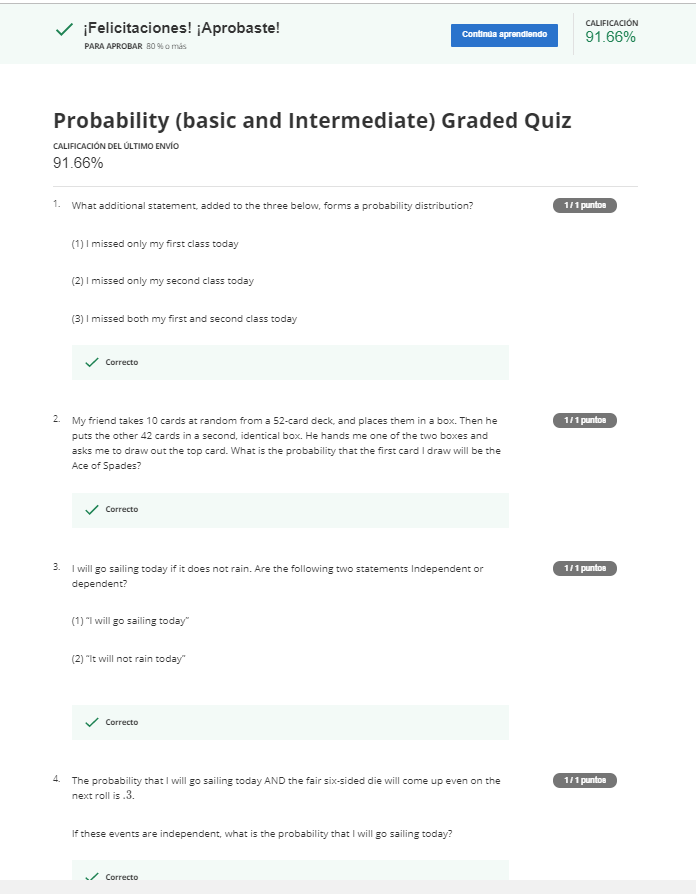 ¡Felicitaciones! ¡Aprobaste!
PARA APROBAR 80 % o más
Continúa aprendiendo
CALIFICACIÓN
91.66%
Probability (basic and Intermediate) Graded Quiz
CALIFICACIÓN DEL ÚLTIMO ENVÍO
91.66%
1. What additional statement, added to the three below, forms a probability distribution?
1 / 1 puntos
(1) I missed only my first class today
(2) I missed only my second class today
(3) I missed both my first and second class today
Correcto
2. My friend takes 10 cards at random from a 52-card deck, and places them in a box. Then he
1 / 1 puntos
puts the other 42 cards in a second, identical box. He hands me one of the two boxes and
asks me to draw out the top card. What is the probability that the first card I draw will be the
Ace of Spades?
Correcto
3. I will go sailing today if it does not rain. Are the following two statements Independent or
1 / 1 puntos
dependent?
(1) “I will go sailing today”
(2) “It will not rain today”
Correcto
4. The probability that I will go sailing today AND the fair six-sided die will come up even on the
1 / 1 puntos
next roll is .3.
If these events are independent, what is the probability that I will go sailing today?
Correcto